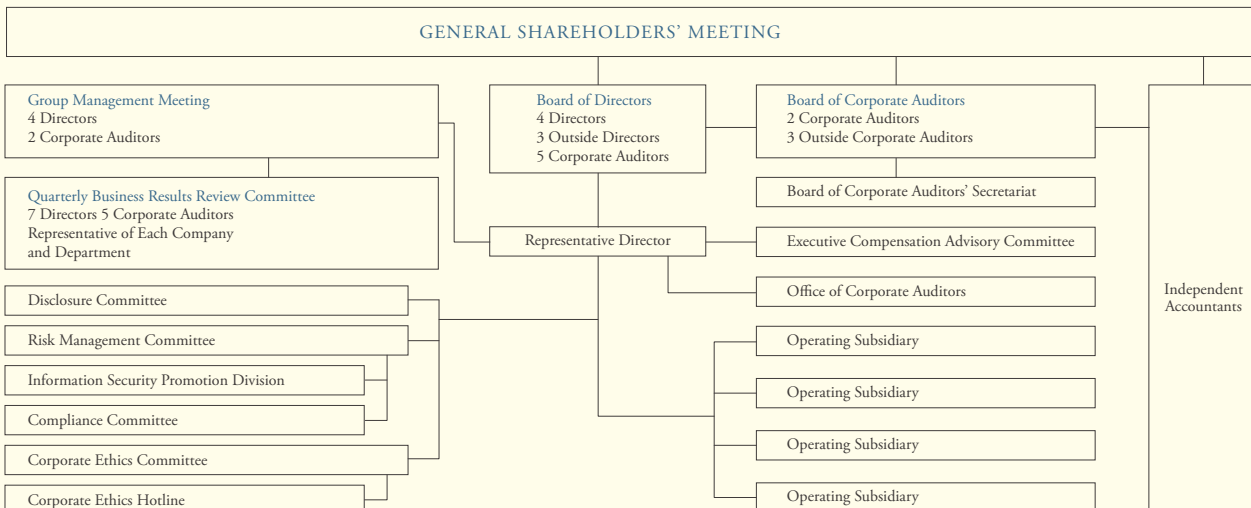 GENERAL SHAREHOLDERS’ MEETING
Group Management Meeting
4 Directors
2 Corporate Auditors
Board of Directors
4 Directors
3 Outside Directors
5 Corporate Auditors
Board of Corporate Auditors
2 Corporate Auditors
3 Outside Corporate Auditors
Quarterly Business Results Review Committee
7 Directors 5 Corporate Auditors
Representative of Each Company
and Department
Board of Corporate Auditors’ Secretariat
Representative Director
Executive Compensation Advisory Committee
Office of Corporate Auditors
Independent
Accountants
Disclosure Committee
Risk Management Committee
Information Security Promotion Division
Compliance Committee
Corporate Ethics Committee
Corporate Ethics Hotline
Operating Subsidiary
Operating Subsidiary
Operating Subsidiary
Operating Subsidiary